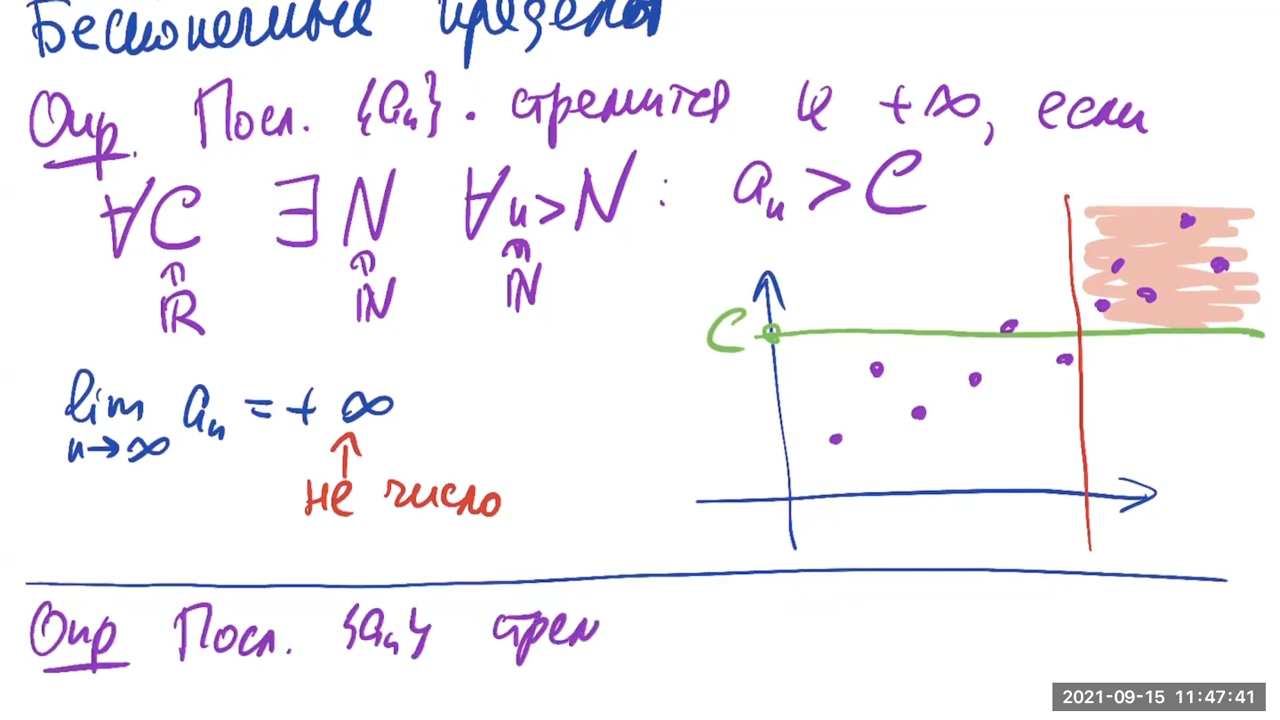 Бесконечные пределы
Опр. Посл. {aₙ}. стремится к +∞, если
∀C ∃ N ∀n>N : aₙ > C
∩ ∩ ∩
ℝ ℕ ℕ
C
lim aₙ = + ∞
n→∞
↑
не число
Опр Посл. {aₙ} стрем
2021-09-15 11:47:41